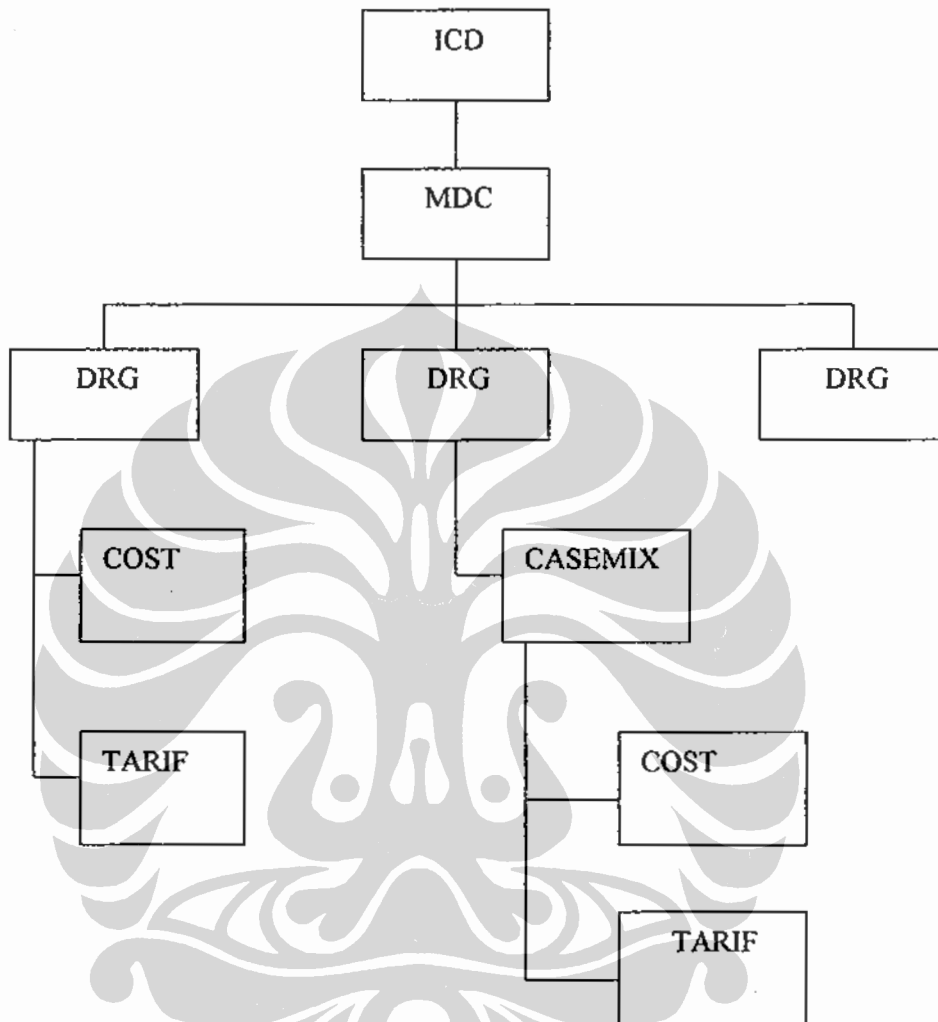 ICD
MDC
DRG
DRG
DRG
COST
CASEMIX
TARIF
COST
TARIF